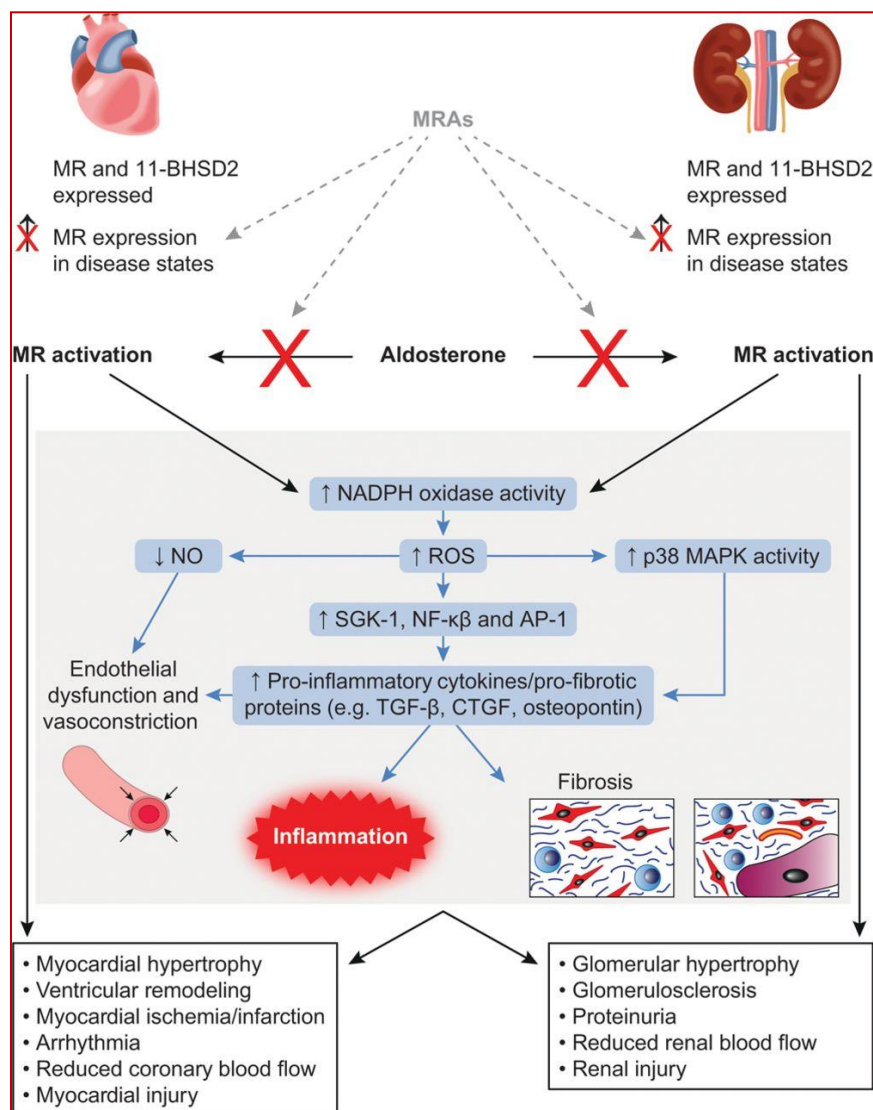 MRAs
MR and 11-BHSD2
expressed
↑ MR expression
in disease states
MR and 11-BHSD2
expressed
↑ MR expression
in disease states
MR activation
Aldosterone
MR activation
↑ NADPH oxidase activity
↓ NO
↑ ROS
↑ p38 MAPK activity
↑ SGK-1, NF-κβ and AP-1
Endothelial
dysfunction and
vasoconstriction
↑ Pro-inflammatory cytokines/pro-fibrotic
proteins (e.g. TGF-β, CTGF, osteopontin)
Inflammation
Fibrosis
• Myocardial hypertrophy
• Ventricular remodeling
• Myocardial ischemia/infarction
• Arrhythmia
• Reduced coronary blood flow
• Myocardial injury
• Glomerular hypertrophy
• Glomerulosclerosis
• Proteinuria
• Reduced renal blood flow
• Renal injury